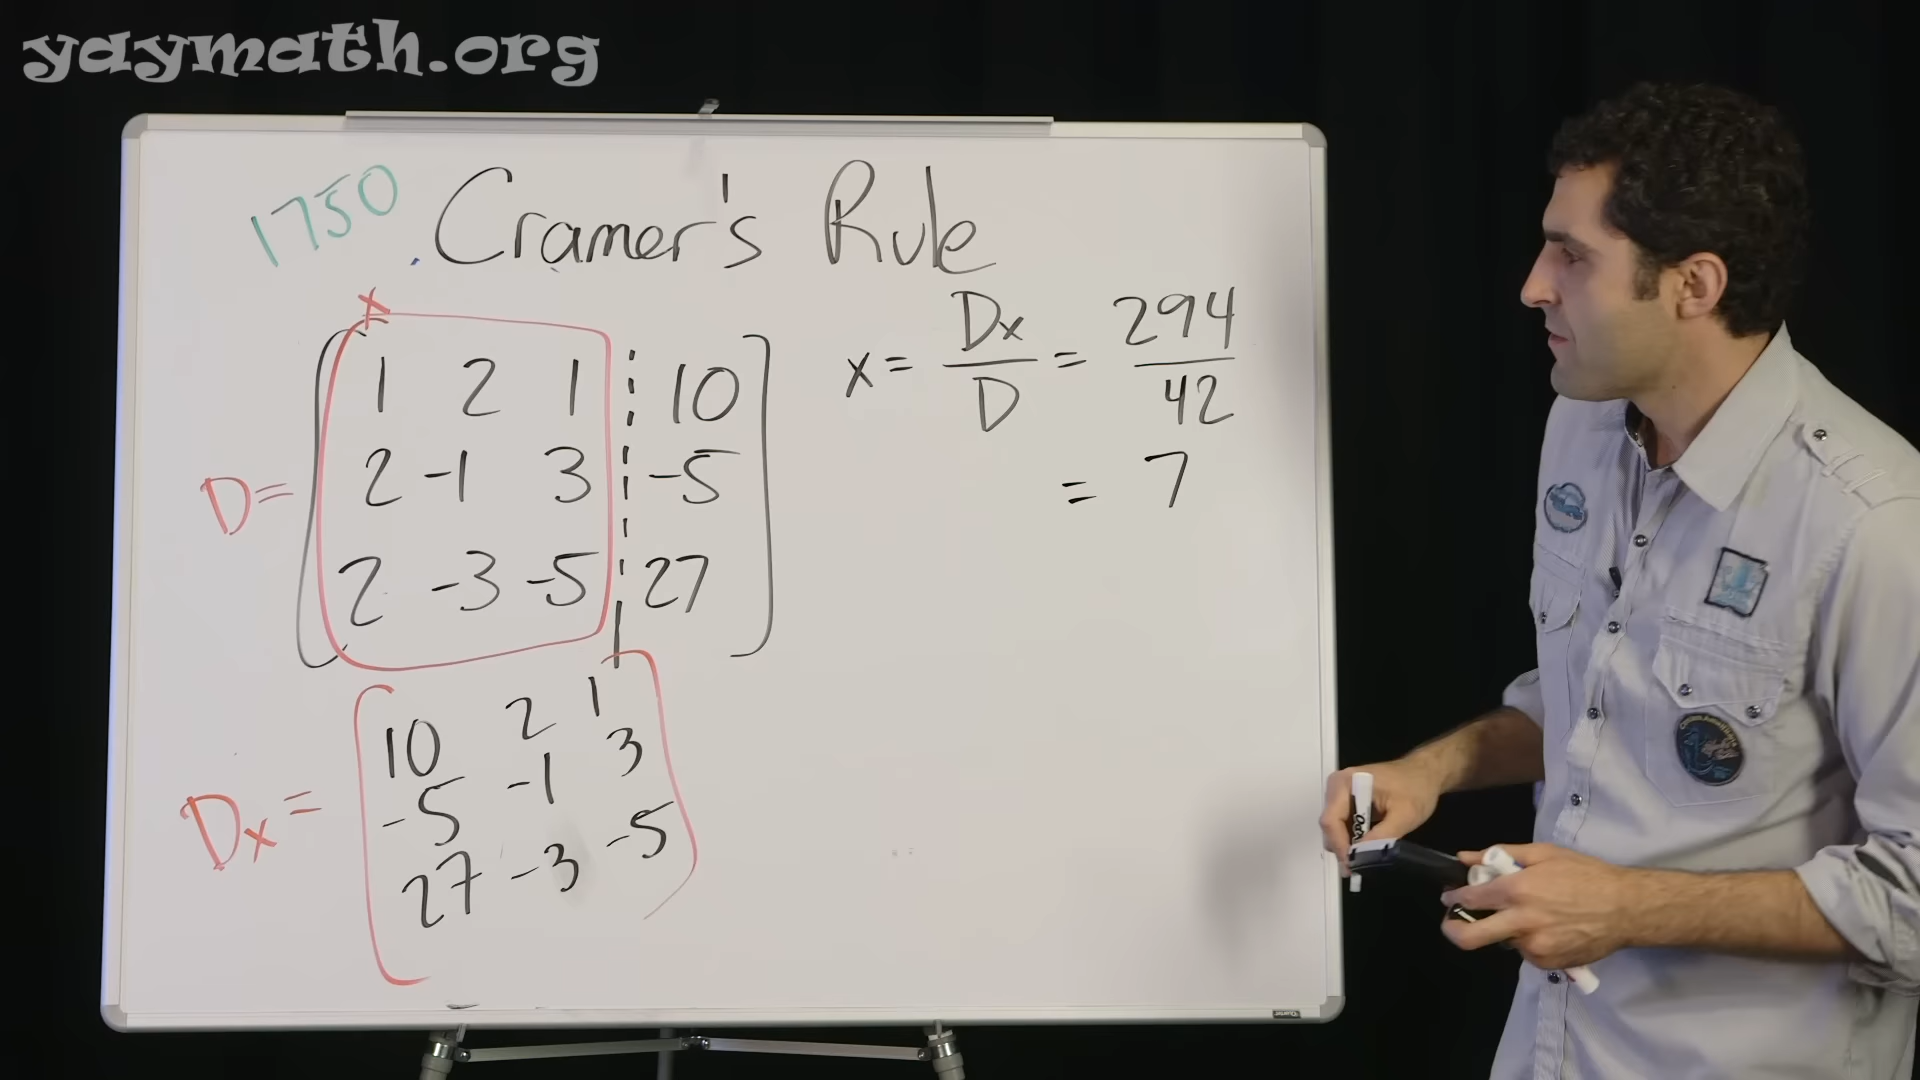 yaymath.org
1750
Cramer's Rule
x
D=
1 2 1 10
2 -1 3 -5
2 -3 -5 27
x = Dx/D = 294/42
= 7
Dx =
10 2 1
-5 -1 3
27 -3 -5